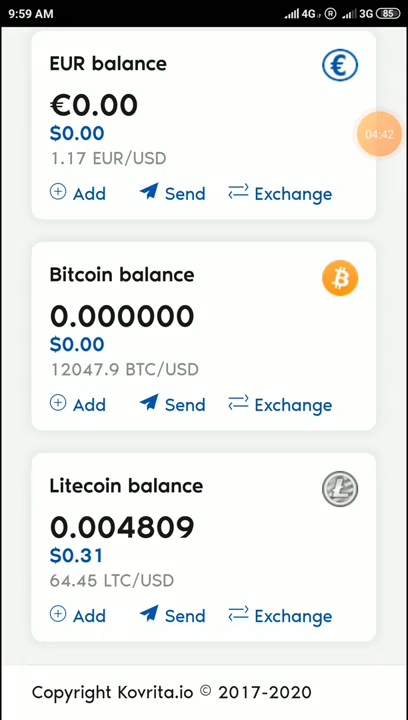 9:59 AM 4G R 3G 85
EUR balance
€
€0.00
04:42
$0.00
1.17 EUR/USD
Add Send Exchange
Bitcoin balance
0.000000
$0.00
12047.9 BTC/USD
Add Send Exchange
Litecoin balance
0.004809
$0.31
64.45 LTC/USD
Add Send Exchange
Copyright Kovrita.io © 2017-2020